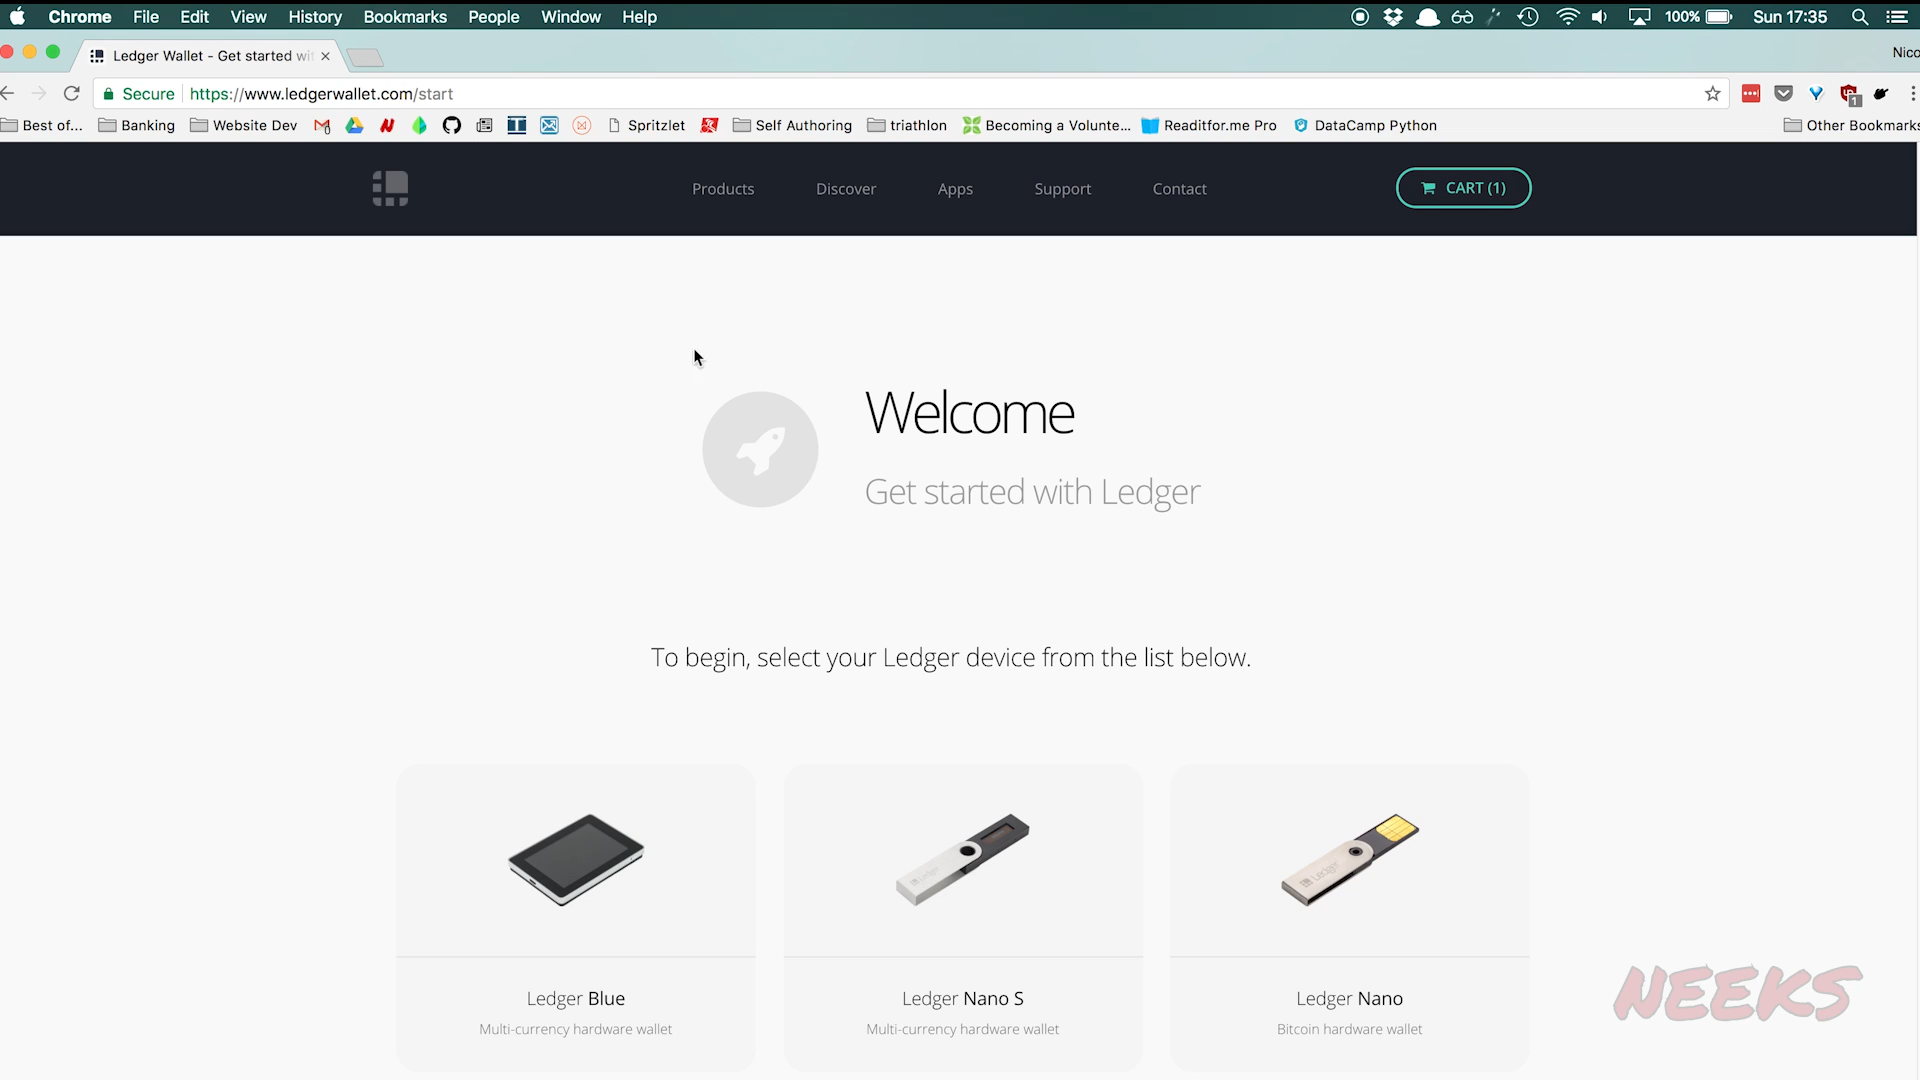 Chrome File Edit View History Bookmarks People Window Help 100% Sun 17:35
Ledger Wallet - Get started wit
Nico
Secure https://www.ledgerwallet.com/start
1
Best of... Banking Website Dev Spritzlet Self Authoring triathlon Becoming a Volunte... Readitfor.me Pro DataCamp Python Other Bookmarks
Products Discover Apps Support Contact CART (1)
Welcome
Get started with Ledger
To begin, select your Ledger device from the list below.
Ledger Ledger
Ledger Blue Ledger Nano S Ledger Nano
Multi-currency hardware wallet Multi-currency hardware wallet Bitcoin hardware wallet
NEEKS